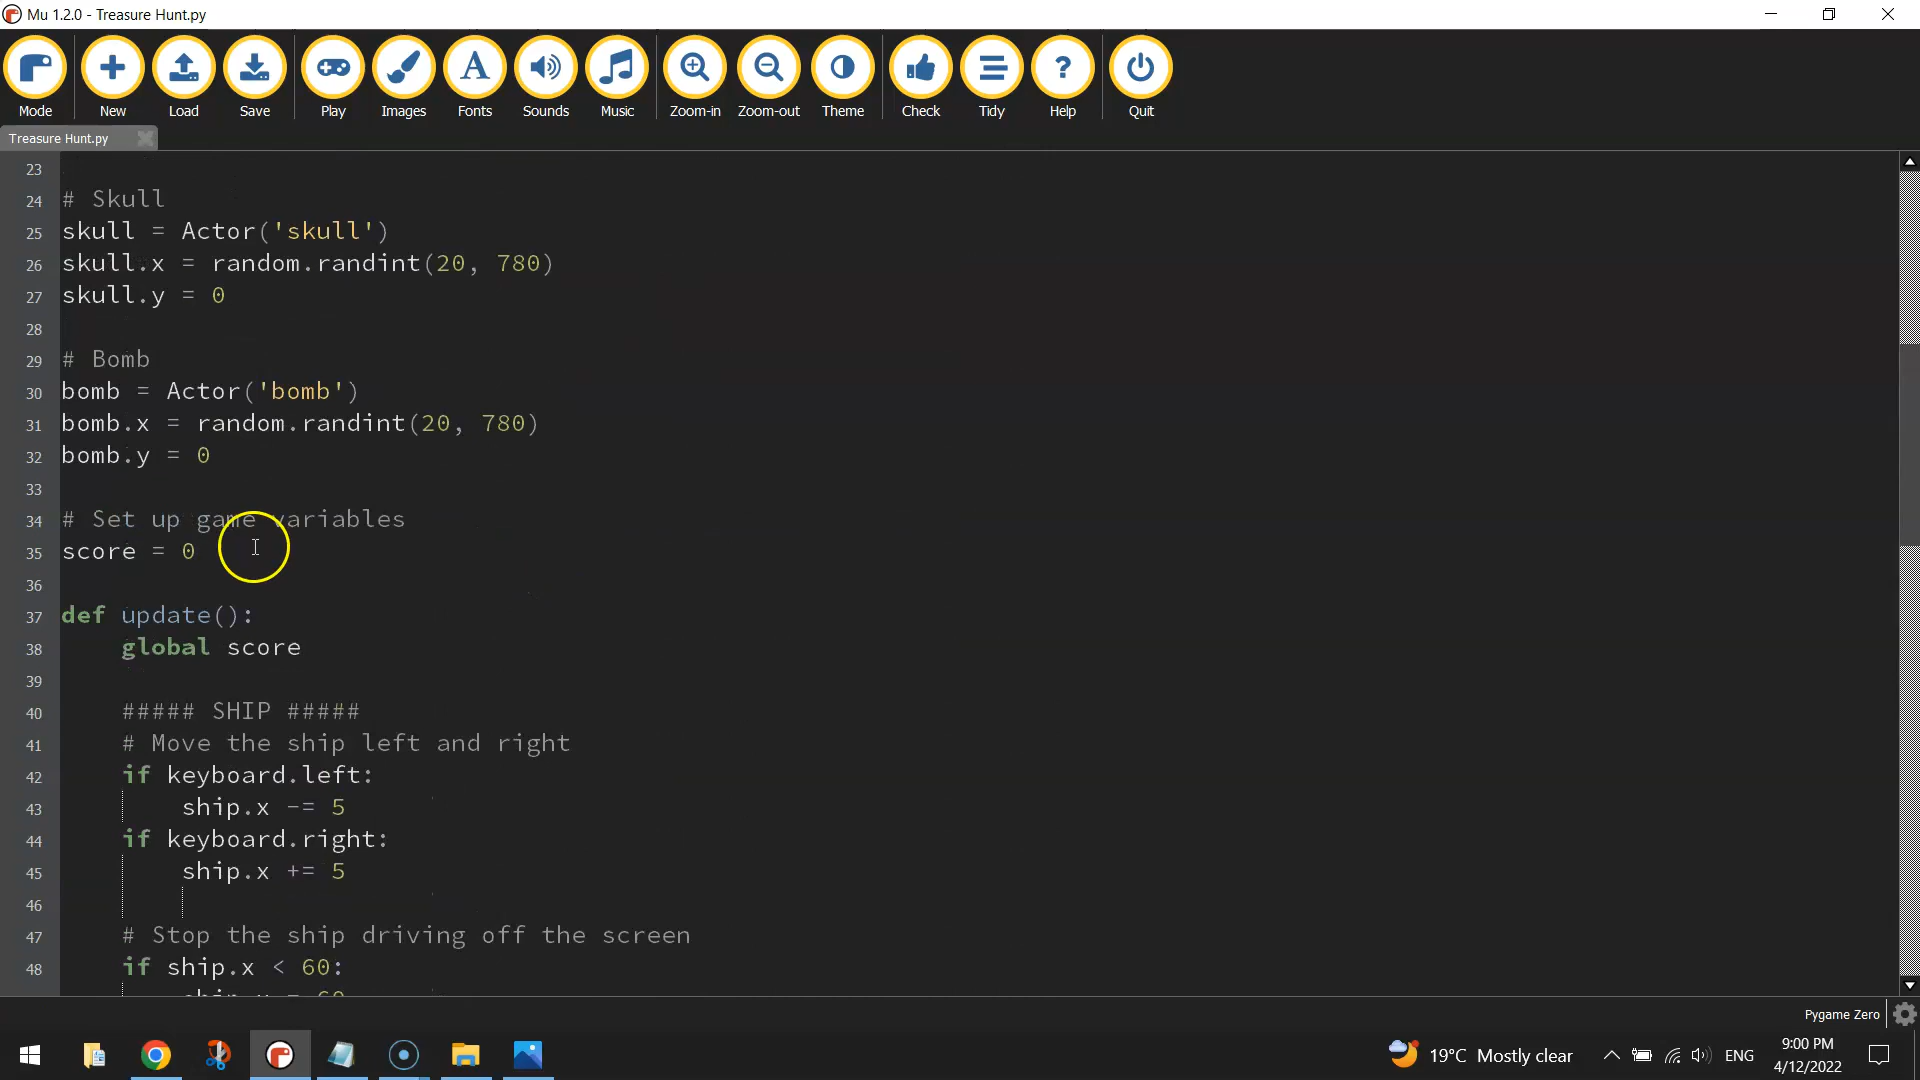 Mu 1.2.0 - Treasure Hunt.py
Mode New Load Save Play Images Fonts Sounds Music Zoom-in Zoom-out Theme Check Tidy Help Quit
Treasure Hunt.py
23
24 # Skull
25 skull = Actor('skull')
26 skull.x = random.randint(20, 780)
27 skull.y = 0
28
29 # Bomb
30 bomb = Actor('bomb')
31 bomb.x = random.randint(20, 780)
32 bomb.y = 0
33
34 # Set up game variables
35 score = 0
36
37 def update():
38 global score
39
40 ##### SHIP #####
41 # Move the ship left and right
42 if keyboard.left:
43 ship.x -= 5
44 if keyboard.right:
45 ship.x += 5
46
47 # Stop the ship driving off the screen
48 if ship.x < 60:
Pygame Zero
19°C Mostly clear
ENG
9:00 PM
4/12/2022